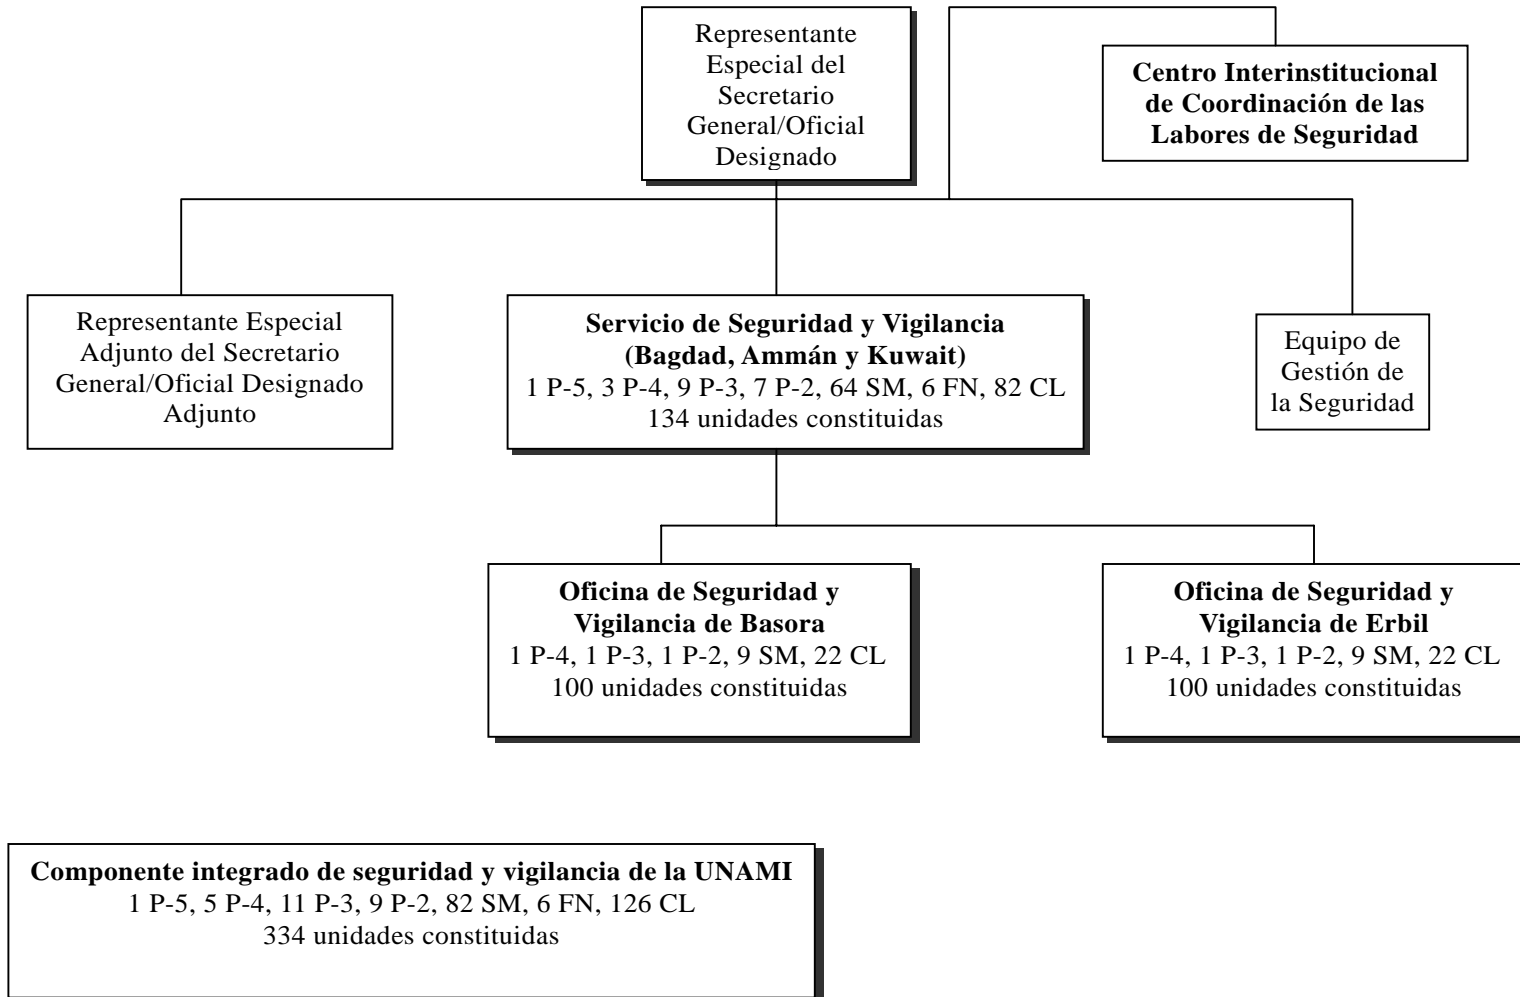 Representante
Especial del
Secretario
General/Oficial
Designado
Centro Interinstitucional
de Coordinación de las
Labores de Seguridad
Representante Especial
Adjunto del Secretario
General/Oficial Designado
Adjunto
Servicio de Seguridad y Vigilancia
(Bagdad, Ammán y Kuwait)
1 P-5, 3 P-4, 9 P-3, 7 P-2, 64 SM, 6 FN, 82 CL
134 unidades constituidas
Equipo de
Gestión de
la Seguridad
Oficina de Seguridad y
Vigilancia de Basora
1 P-4, 1 P-3, 1 P-2, 9 SM, 22 CL
100 unidades constituidas
Oficina de Seguridad y
Vigilancia de Erbil
1 P-4, 1 P-3, 1 P-2, 9 SM, 22 CL
100 unidades constituidas
Componente integrado de seguridad y vigilancia de la UNAMI
1 P-5, 5 P-4, 11 P-3, 9 P-2, 82 SM, 6 FN, 126 CL
334 unidades constituidas